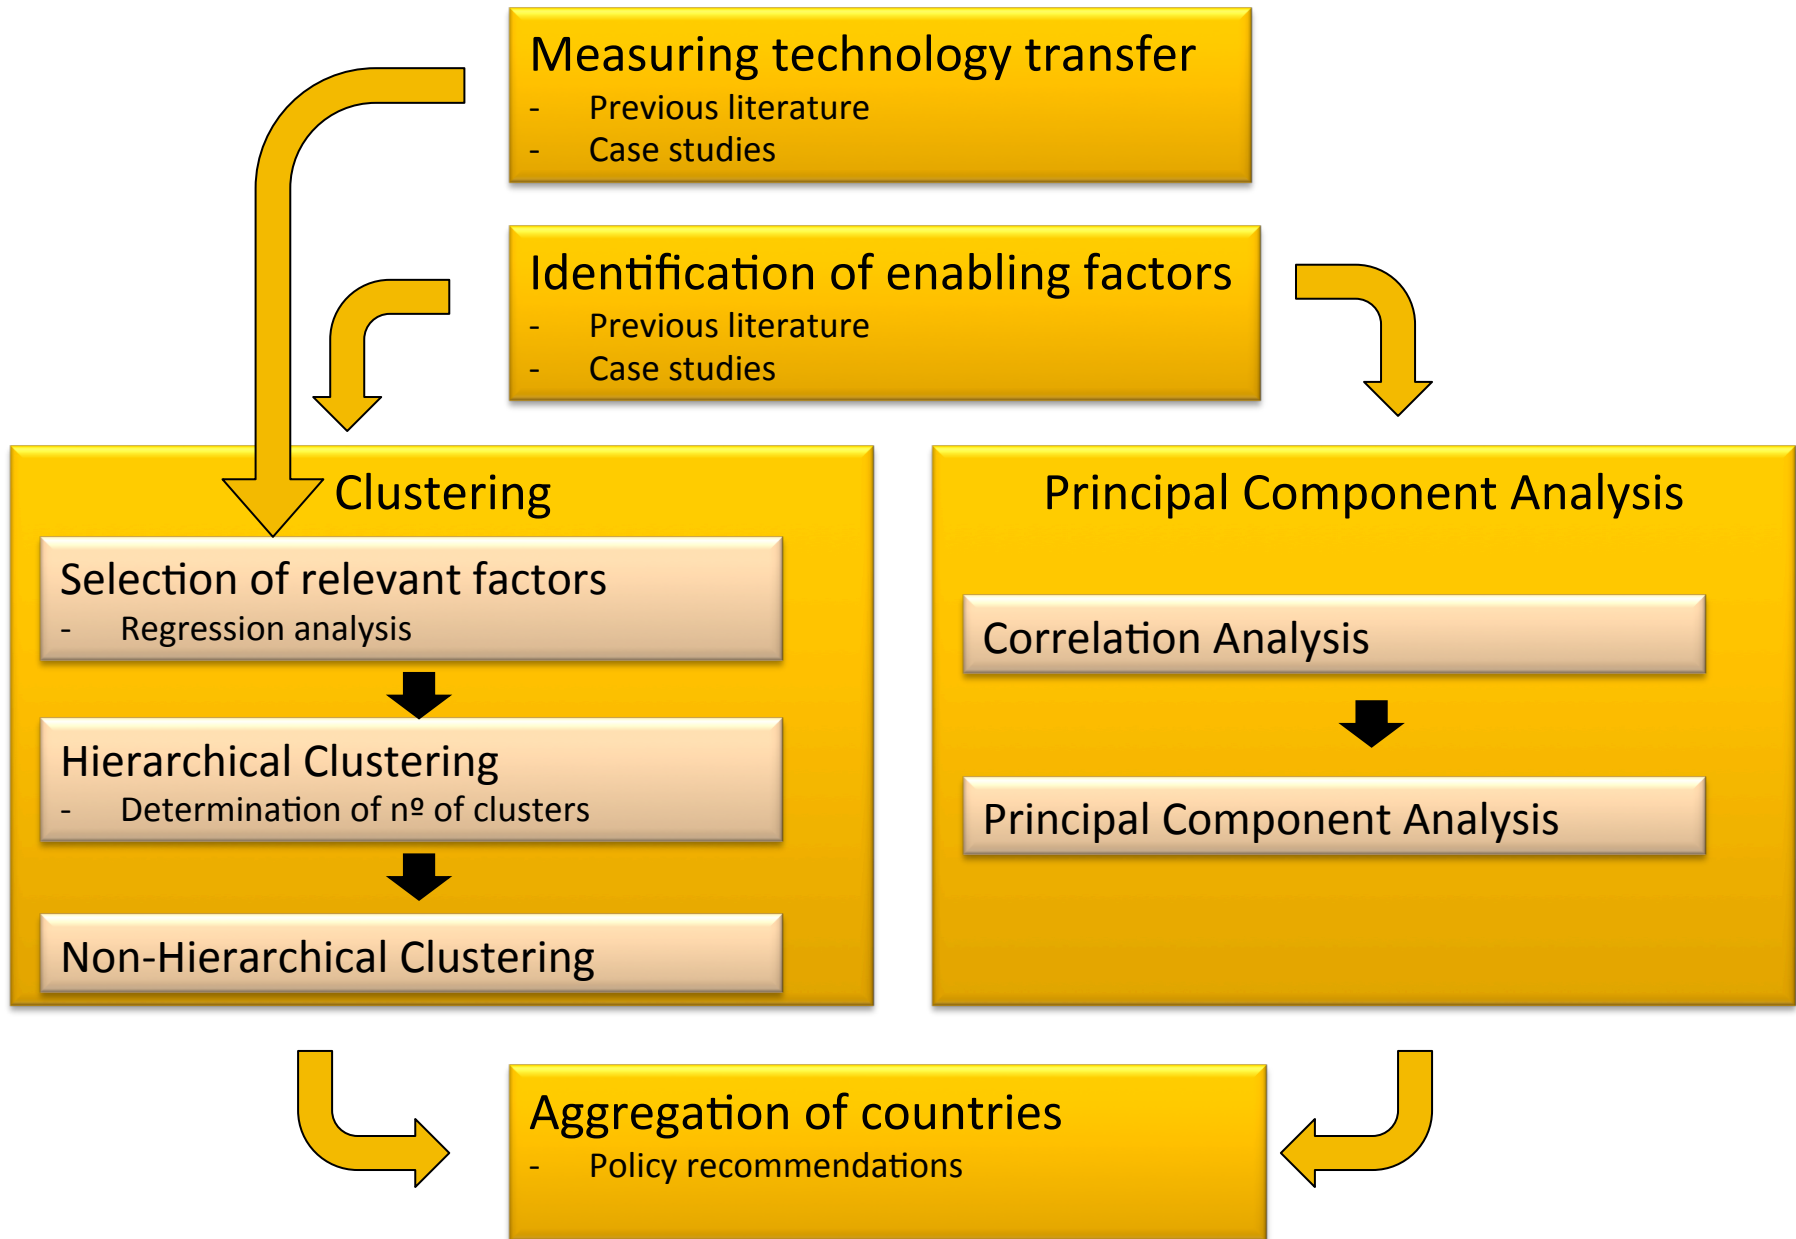 Measuring technology transfer
- Previous literature
- Case studies
Identification of enabling factors
- Previous literature
- Case studies
Clustering
Selection of relevant factors
- Regression analysis
Hierarchical Clustering
- Determination of nº of clusters
Non-Hierarchical Clustering
Principal Component Analysis
Correlation Analysis
Principal Component Analysis
Aggregation of countries
- Policy recommendations